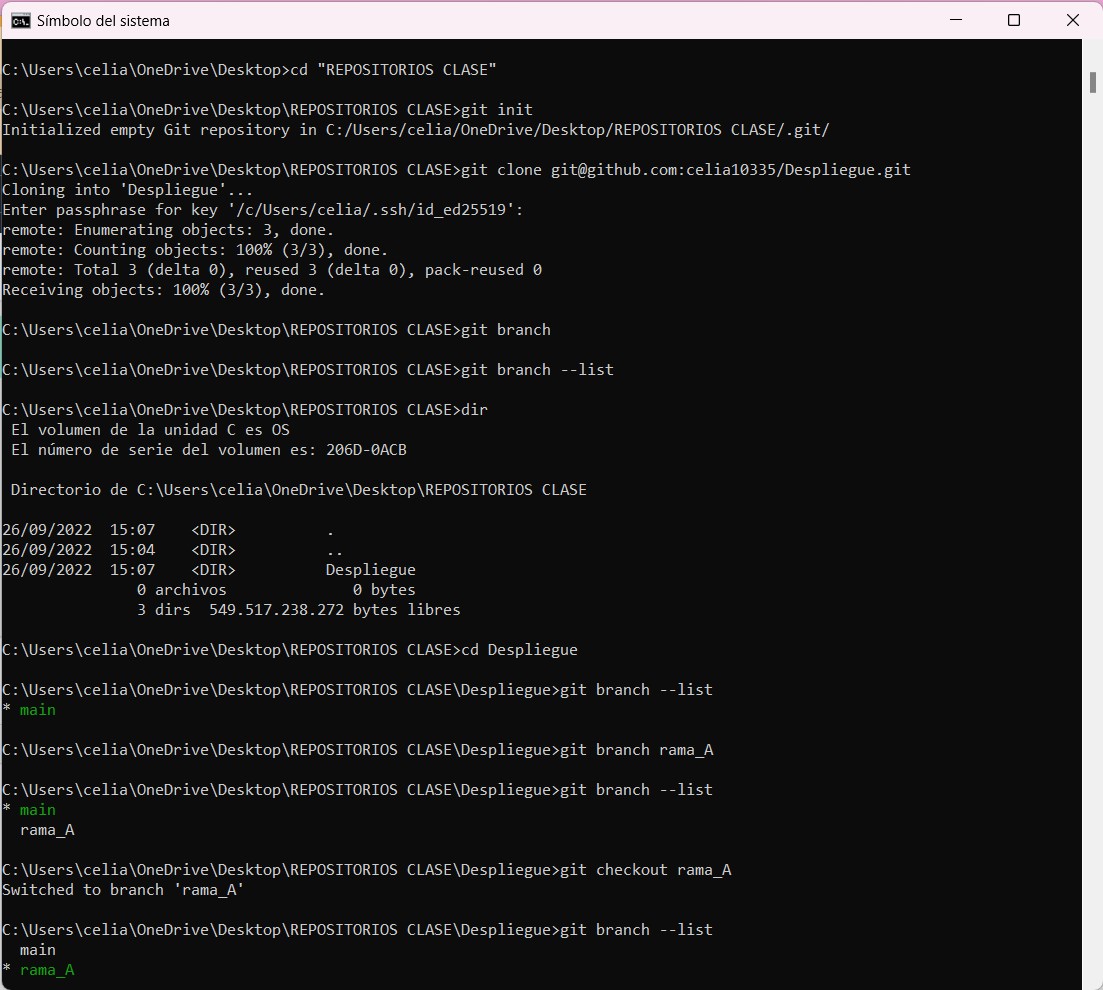 Símbolo del sistema
C:\Users\celia\OneDrive\Desktop>cd "REPOSITORIOS CLASE"
C:\Users\celia\OneDrive\Desktop\REPOSITORIOS CLASE>git init
Initialized empty Git repository in C:/Users/celia/OneDrive/Desktop/REPOSITORIOS CLASE/.git/
C:\Users\celia\OneDrive\Desktop\REPOSITORIOS CLASE>git clone git@github.com:celia10335/Despliegue.git
Cloning into 'Despliegue'...
Enter passphrase for key '/c/Users/celia/.ssh/id_ed25519':
remote: Enumerating objects: 3, done.
remote: Counting objects: 100% (3/3), done.
remote: Total 3 (delta 0), reused 3 (delta 0), pack-reused 0
Receiving objects: 100% (3/3), done.
C:\Users\celia\OneDrive\Desktop\REPOSITORIOS CLASE>git branch
C:\Users\celia\OneDrive\Desktop\REPOSITORIOS CLASE>git branch --list
C:\Users\celia\OneDrive\Desktop\REPOSITORIOS CLASE>dir
El volumen de la unidad C es OS
El número de serie del volumen es: 206D-0ACB
Directorio de C:\Users\celia\OneDrive\Desktop\REPOSITORIOS CLASE
26/09/2022  15:07    <DIR>          .
26/09/2022  15:04    <DIR>          ..
26/09/2022  15:07    <DIR>          Despliegue
0 archivos              0 bytes
3 dirs  549.517.238.272 bytes libres
C:\Users\celia\OneDrive\Desktop\REPOSITORIOS CLASE>cd Despliegue
C:\Users\celia\OneDrive\Desktop\REPOSITORIOS CLASE\Despliegue>git branch --list
* main
C:\Users\celia\OneDrive\Desktop\REPOSITORIOS CLASE\Despliegue>git branch rama_A
C:\Users\celia\OneDrive\Desktop\REPOSITORIOS CLASE\Despliegue>git branch --list
* main
rama_A
C:\Users\celia\OneDrive\Desktop\REPOSITORIOS CLASE\Despliegue>git checkout rama_A
Switched to branch 'rama_A'
C:\Users\celia\OneDrive\Desktop\REPOSITORIOS CLASE\Despliegue>git branch --list
main
* rama_A